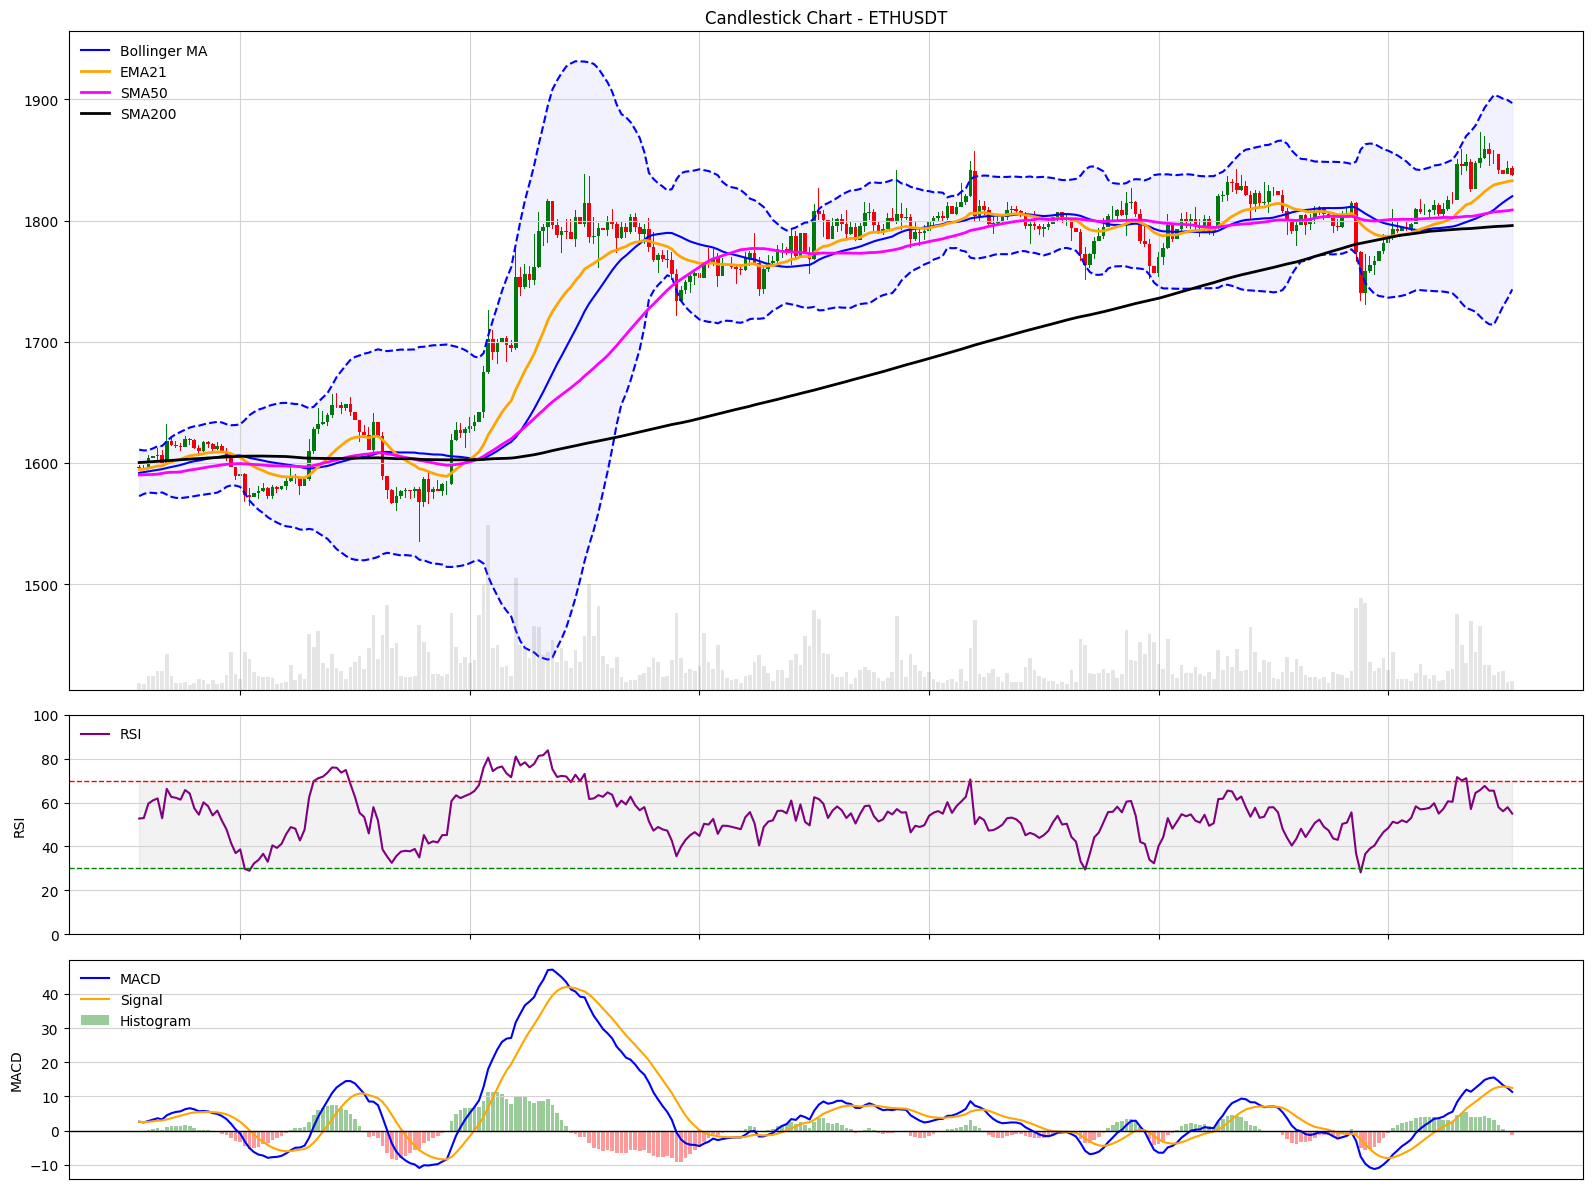 Candlestick Chart - ETHUSDT
Bollinger MA
EMA21
SMA50
SMA200
1900
1800
1700
1600
1500
RSI
100
80
60
40
20
0
RSI
MACD
Signal
Histogram
40
30
20
10
0
−10
MACD